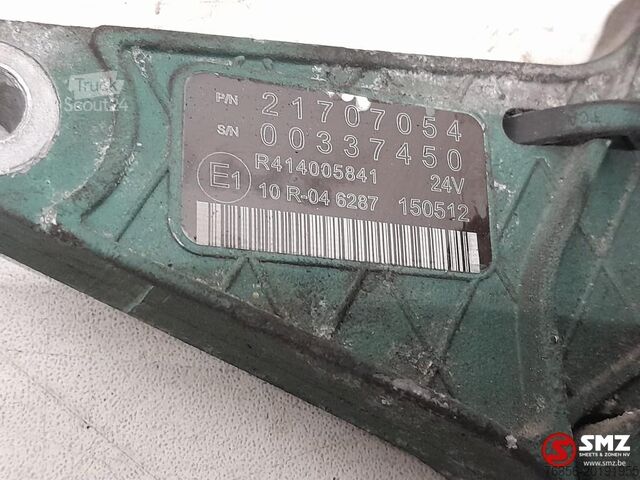 Truck
Scout24
P/N 21707054
S/N 00337450
R414005841 24V
E1
10 R-04 6287 150512
SMZ
SHEETS & ZONEN NV
www.smz.be